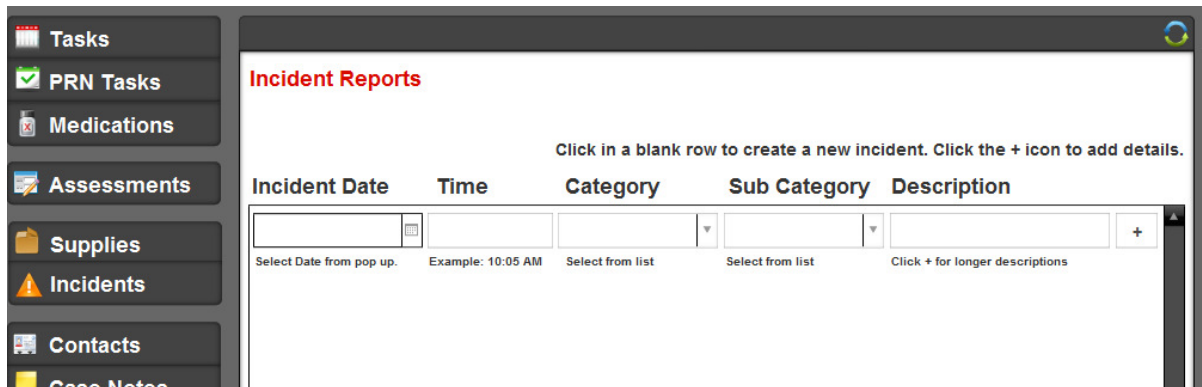 Tasks
PRN Tasks
Medications
Assessments
Supplies
Incidents
Contacts
Case Notes
Incident Reports
Click in a blank row to create a new incident. Click the + icon to add details.
Incident Date Time Category Sub Category Description
+
Select Date from pop up. Example: 10:05 AM Select from list Select from list Click + for longer descriptions